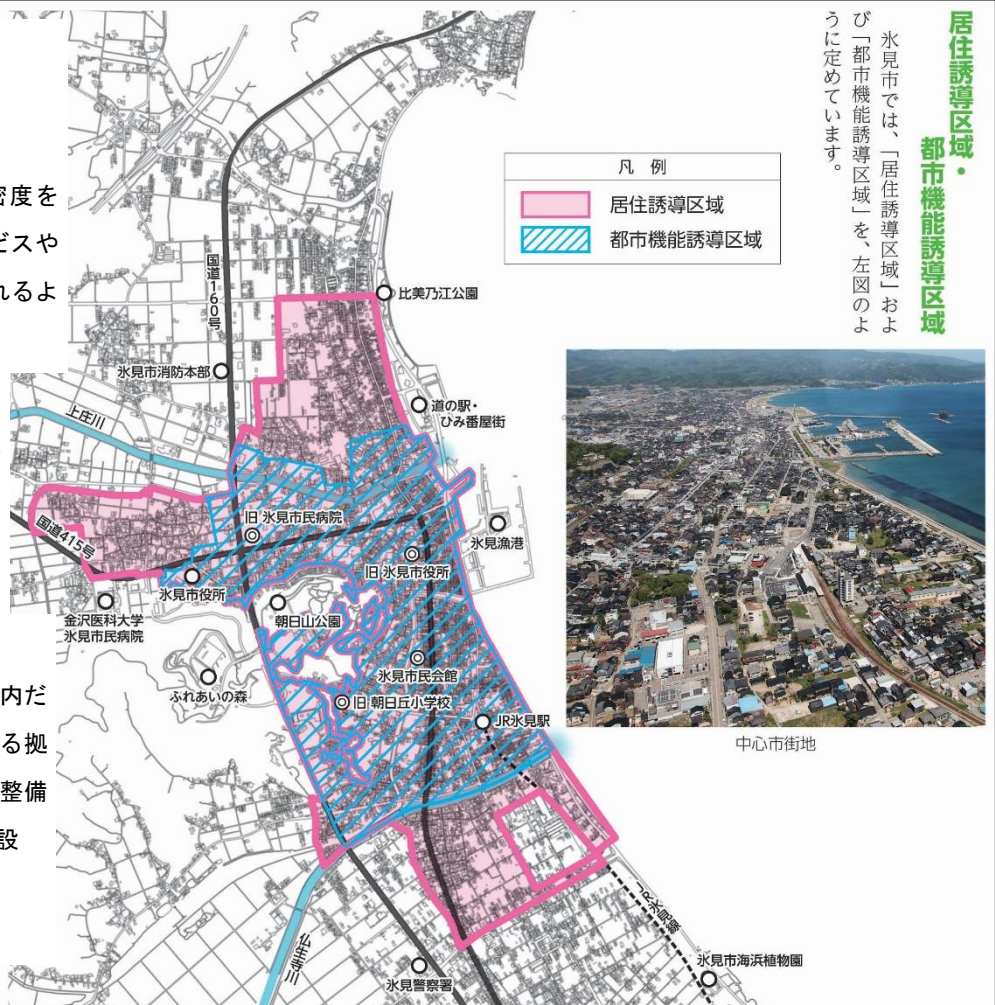 居住誘導区域・
都市機能誘導区域
氷見市では、「居住誘導区域」およ
び「都市機能誘導区域」を、左図のよ
うに定めています。
凡 例
居住誘導区域
都市機能誘導区域
密度を
ビスや
れるよ
国道160号
比美乃江公園
氷見市消防本部
道の駅・
ひみ番屋街
上庄川
旧 氷見市民病院
国道415号
氷見漁港
旧 氷見市役所
氷見市役所
金沢医科大学
氷見市民病院
朝日山公園
ふれあいの森
氷見市民会館
旧 朝日丘小学校
JR氷見駅
中心市街地
内だ
る拠
整備
設
JR氷見線
仏生寺川
氷見警察署
氷見市海浜植物園